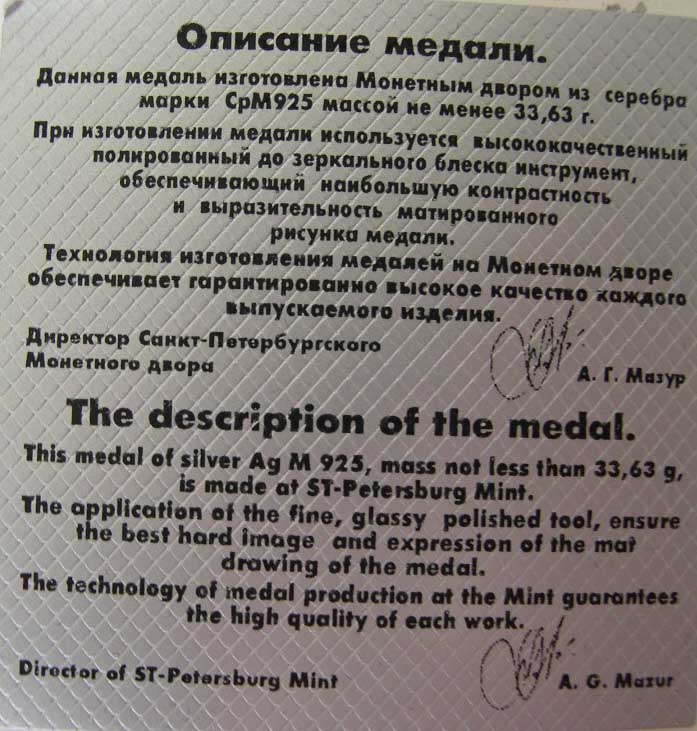 Описание медали.
Данная медаль изготовлена Монетным двором из серебра
марки СрМ925 массой не менее 33,63 г.
При изготовлении медали используется высококачественный
полированный до зеркального блеска инструмент,
обеспечивающий наибольшую контрастность
и выразительность матированного
рисунка медали.
Технология изготовления медалей на Монетном дворе
обеспечивает гарантированно высокое качество каждого
выпускаемого изделия.
Директор Санкт-Петербургского
Монетного двора
А. Г. Мазур
The description of the medal.
This medal of silver Ag M 925, mass not less than 33,63 g,
is made at ST-Petersburg Mint.
The application of the fine, glassy polished tool, ensure
the best hard image and expression of the mat
drawing of the medal.
The technology of medal production at the Mint guarantees
the high quality of each work.
Director of ST-Petersburg Mint
A. G. Mazur